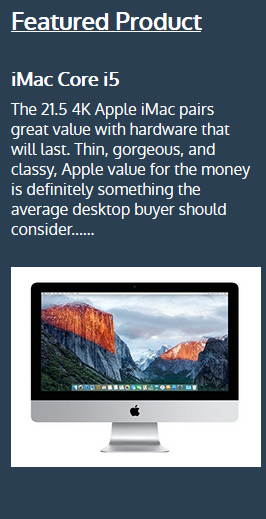 Featured Product
iMac Core i5
The 21.5 4K Apple iMac pairs
great value with hardware that
will last. Thin, gorgeous, and
classy, Apple value for the money
is definitely something the
average desktop buyer should
consider......